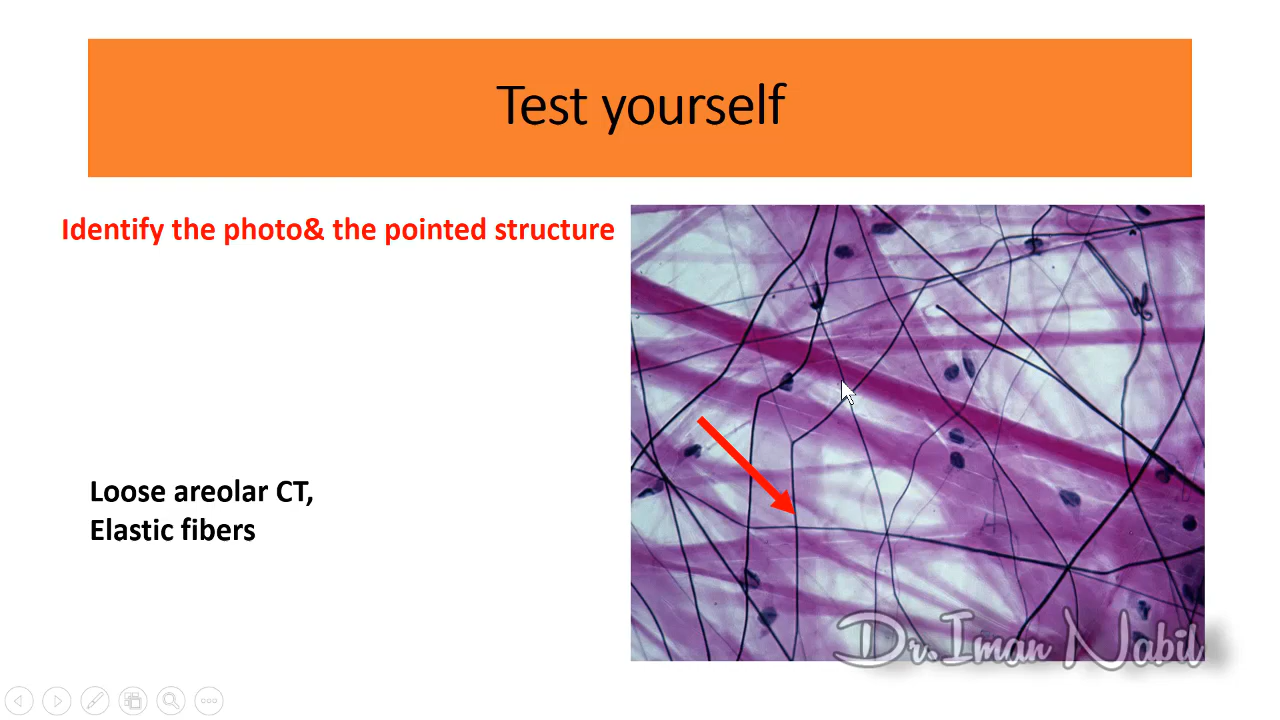 Test yourself
Identify the photo& the pointed structure
Loose areolar CT,
Elastic fibers
Dr.Iman Nabil